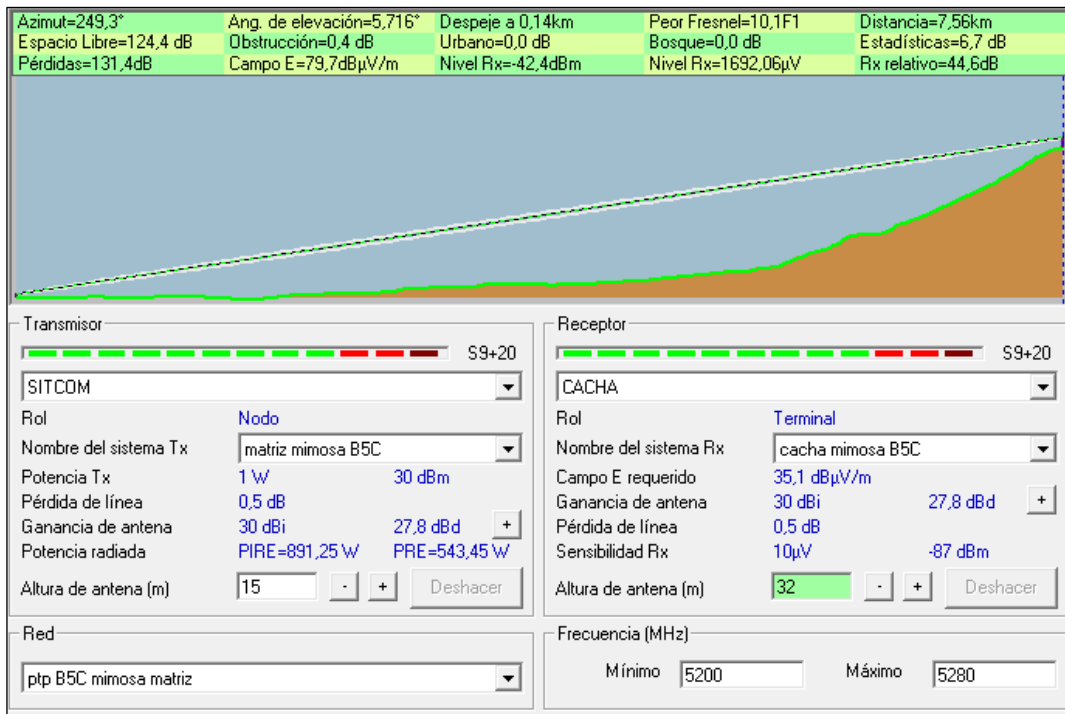 Azimut=249,3° Ang. de elevación=5,716° Despeje a 0,14km Peor Fresnel=10,1F1 Distancia=7,56km
Espacio Libre=124,4 dB Obstrucción=0,4 dB Urbano=0,0 dB Bosque=0,0 dB Estadísticas=6,7 dB
Pérdidas=131,4dB Campo E=79,7dBµV/m Nivel Rx=-42,4dBm Nivel Rx=1692,06µV Rx relativo=44,6dB
Transmisor
S9+20
SITCOM
Rol Nodo
Nombre del sistema Tx matriz mimosa B5C
Potencia Tx 1 W 30 dBm
Pérdida de línea 0,5 dB
Ganancia de antena 30 dBi 27,8 dBd +
Potencia radiada PIRE=891,25 W PRE=543,45 W
Altura de antena (m) 15 - + Deshacer
Receptor
S9+20
CACHA
Rol Terminal
Nombre del sistema Rx cacha mimosa B5C
Campo E requerido 35,1 dBµV/m
Ganancia de antena 30 dBi 27,8 dBd +
Pérdida de línea 0,5 dB
Sensibilidad Rx 10µV -87 dBm
Altura de antena (m) 32 - + Deshacer
Red
ptp B5C mimosa matriz
Frecuencia (MHz)
Mínimo 5200 Máximo 5280